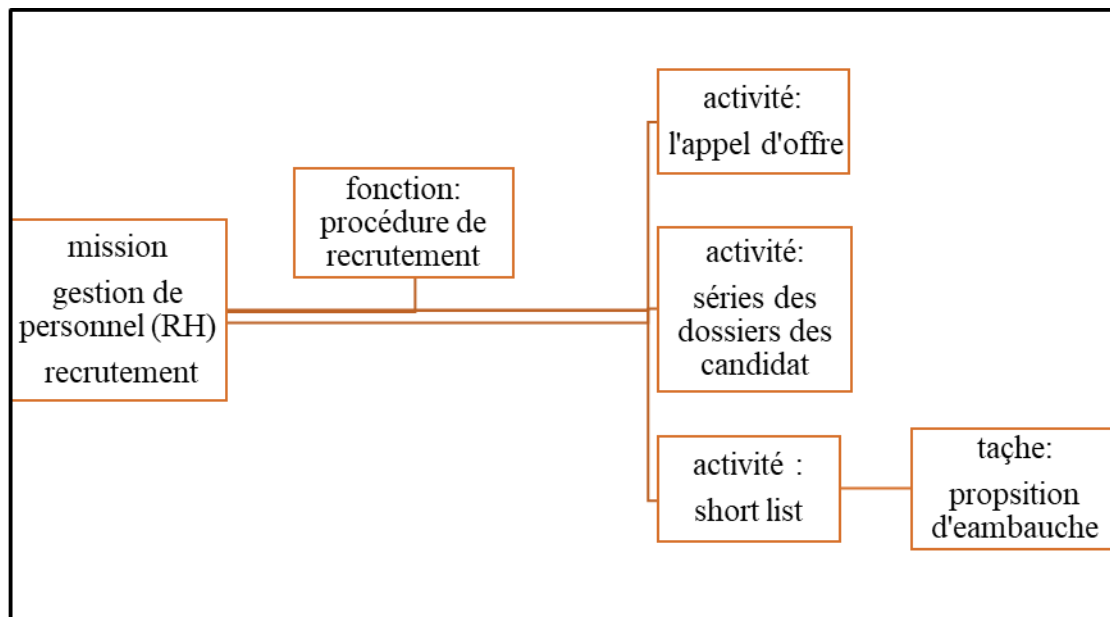 mission
gestion de
personnel (RH)
recrutement
fonction:
procédure de
recrutement
activité:
l'appel d'offre
activité:
séries des
dossiers des
candidat
activité :
short list
taçhe:
propsition
d'eambauche